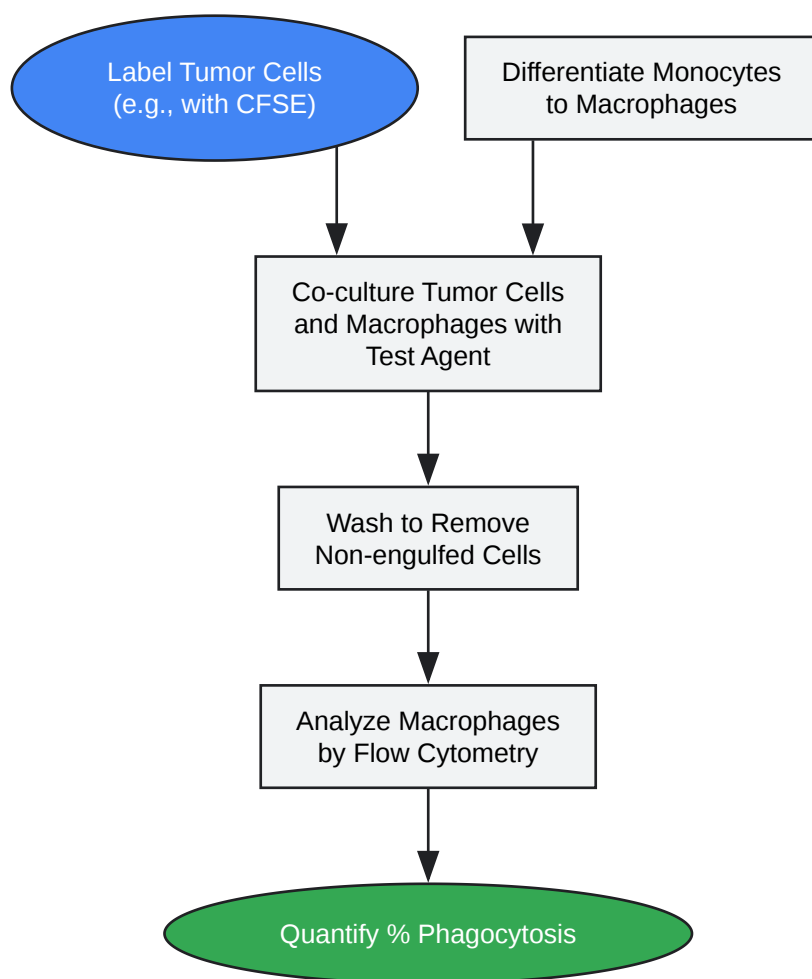 Label Tumor Cells
(e.g., with CFSE)
Differentiate Monocytes
to Macrophages
Co-culture Tumor Cells
and Macrophages with
Test Agent
Wash to Remove
Non-engulfed Cells
Analyze Macrophages
by Flow Cytometry
Quantify % Phagocytosis